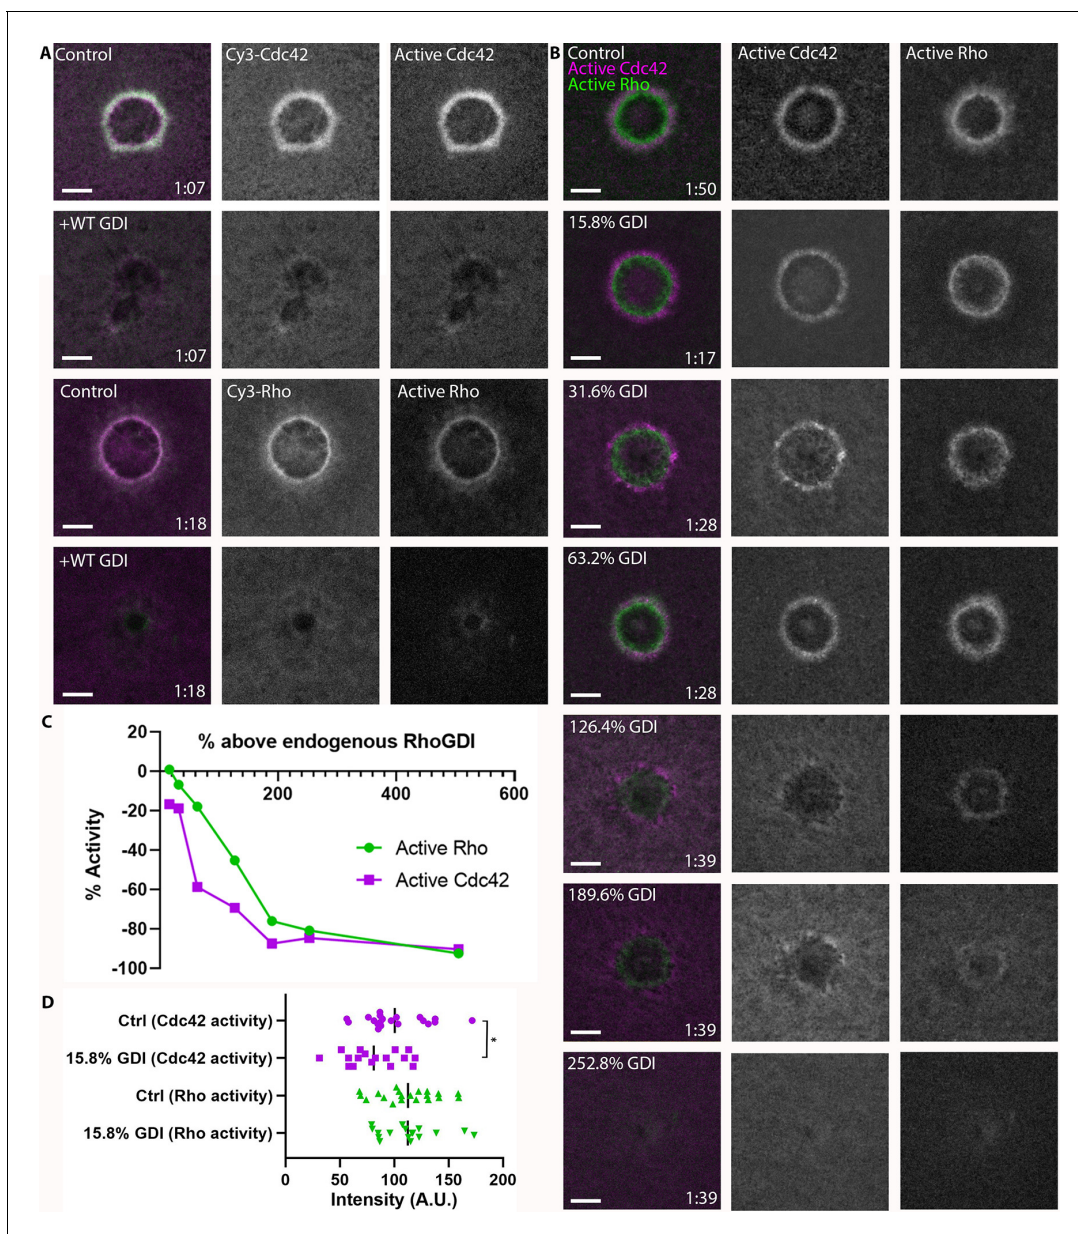 A
Control
Cy3-Cdc42
Active Cdc42
1:07
+WT GDI
1:07
Control
Cy3-Rho
Active Rho
1:18
+WT GDI
1:18
B
Control
Active Cdc42
Active Rho
Active Cdc42
Active Rho
1:50
15.8% GDI
1:17
31.6% GDI
1:28
63.2% GDI
1:28
126.4% GDI
1:39
189.6% GDI
1:39
252.8% GDI
1:39
C
% above endogenous RhoGDI
% Activity
20
0
-20
-40
-60
-80
-100
200
400
600
Active Rho
Active Cdc42
D
Ctrl (Cdc42 activity)
15.8% GDI (Cdc42 activity)
Ctrl (Rho activity)
15.8% GDI (Rho activity)
*
0 50 100 150 200
Intensity (A.U.)